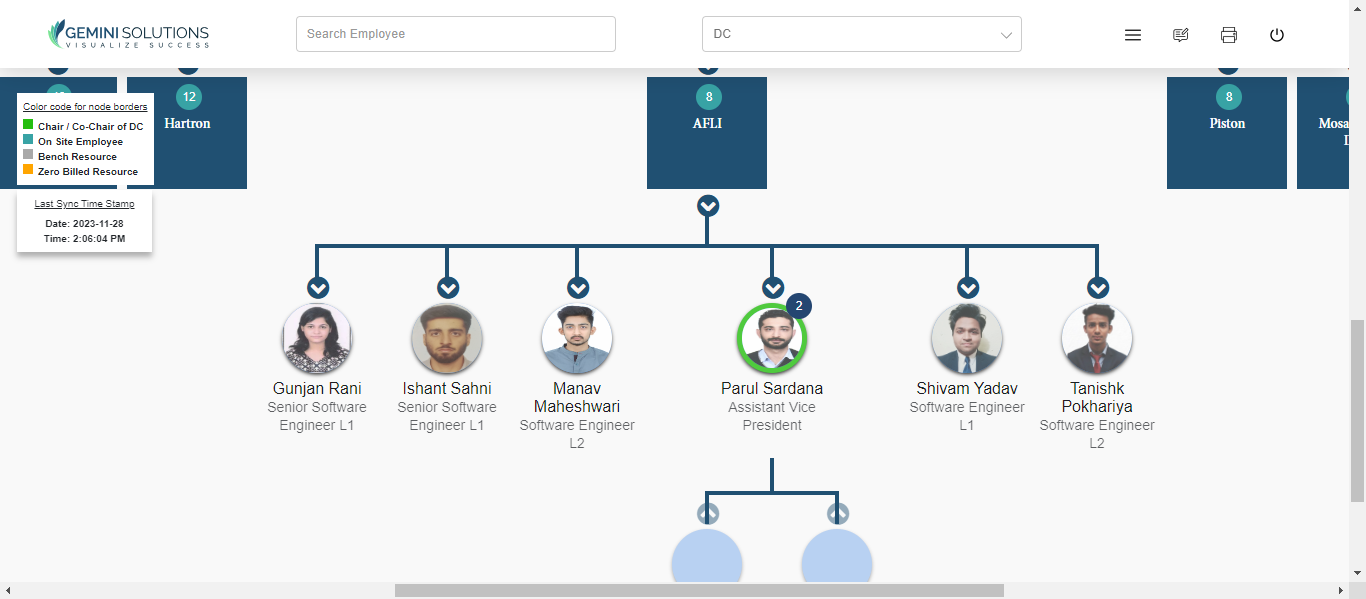 GEMINI SOLUTIONS
VISUALIZE SUCCESS
Search Employee
DC
12
Hartron
8
AFLI
8
Piston
Color code for node borders
Chair / Co-Chair of DC
On Site Employee
Bench Resource
Zero Billed Resource
Last Sync Time Stamp
Date: 2023-11-28
Time: 2:06:04 PM
2
Gunjan Rani
Senior Software
Engineer L1
Ishant Sahni
Senior Software
Engineer L1
Manav
Maheshwari
Software Engineer
L2
Parul Sardana
Assistant Vice
President
Shivam Yadav
Software Engineer
L1
Tanishk
Pokhariya
Software Engineer
L2